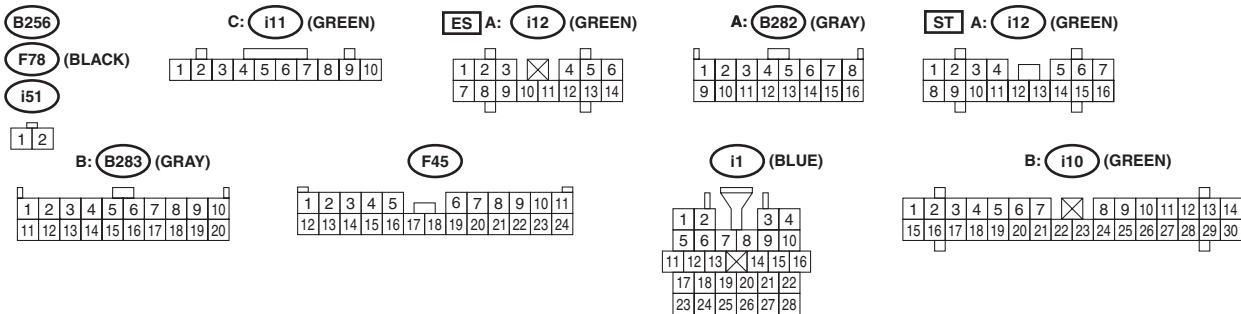 B256
F78 (BLACK)
i51
1 2
C: i11 (GREEN)
1 2 3 4 5 6 7 8 9 10
ES A: i12 (GREEN)
1 2 3 4 5 6
7 8 9 10 11 12 13 14
A: B282 (GRAY)
1 2 3 4 5 6 7 8
9 10 11 12 13 14 15 16
ST A: i12 (GREEN)
1 2 3 4 5 6 7
8 9 10 11 12 13 14 15 16
B: B283 (GRAY)
1 2 3 4 5 6 7 8 9 10
11 12 13 14 15 16 17 18 19 20
F45
1 2 3 4 5 6 7 8 9 10 11
12 13 14 15 16 17 18 19 20 21 22 23 24
i1 (BLUE)
1 2 3 4
5 6 7 8 9 10
11 12 13 14 15 16
17 18 19 20 21 22
23 24 25 26 27 28
B: i10 (GREEN)
1 2 3 4 5 6 7 8 9 10 11 12 13 14
15 16 17 18 19 20 21 22 23 24 25 26 27 28 29 30